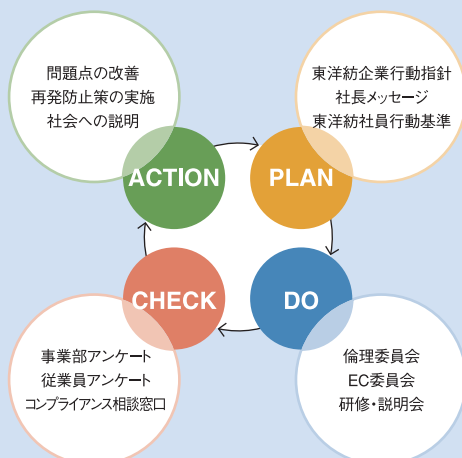 問題点の改善
再発防止策の実施
社会への説明
ACTION
東洋紡企業行動指針
社長メッセージ
東洋紡社員行動基準
PLAN
CHECK
事業部アンケート
従業員アンケート
コンプライアンス相談窓口
DO
倫理委員会
EC委員会
研修・説明会